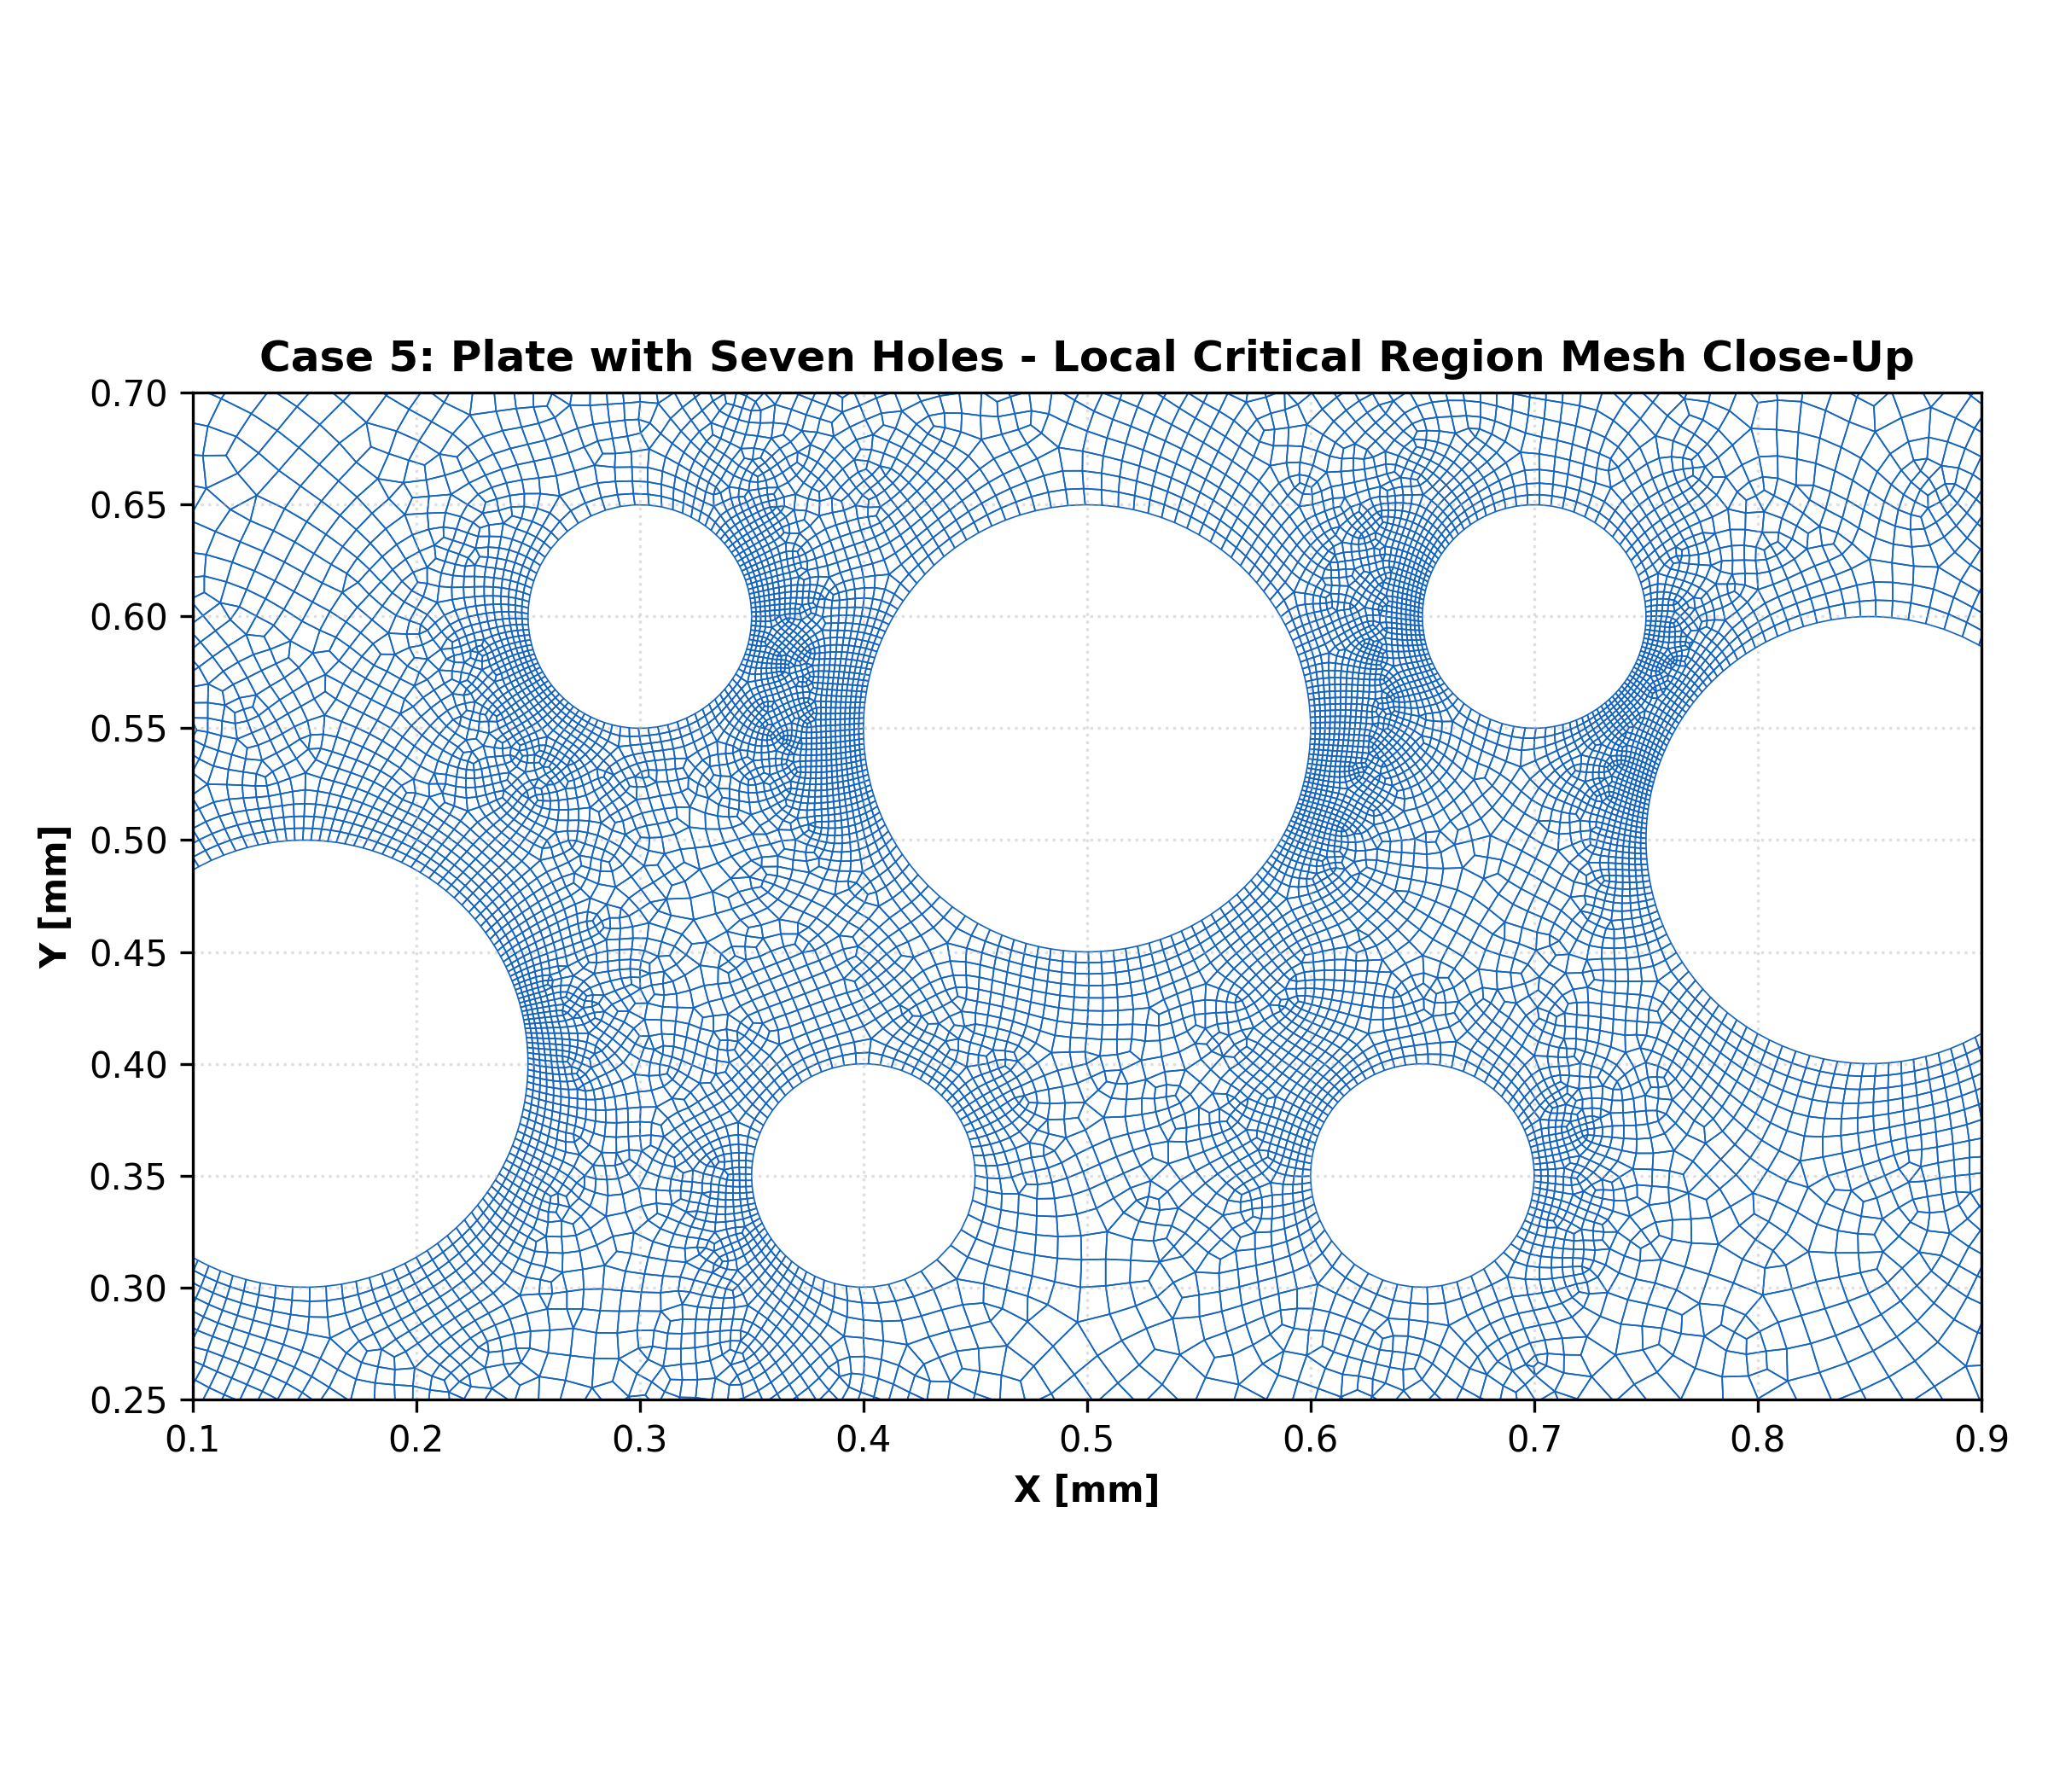 Case 5: Plate with Seven Holes - Local Critical Region Mesh Close-Up
0.70
0.65
0.60
0.55
0.50
0.45
0.40
0.35
0.30
0.25
Y [mm]
0.1 0.2 0.3 0.4 0.5 0.6 0.7 0.8 0.9
X [mm]